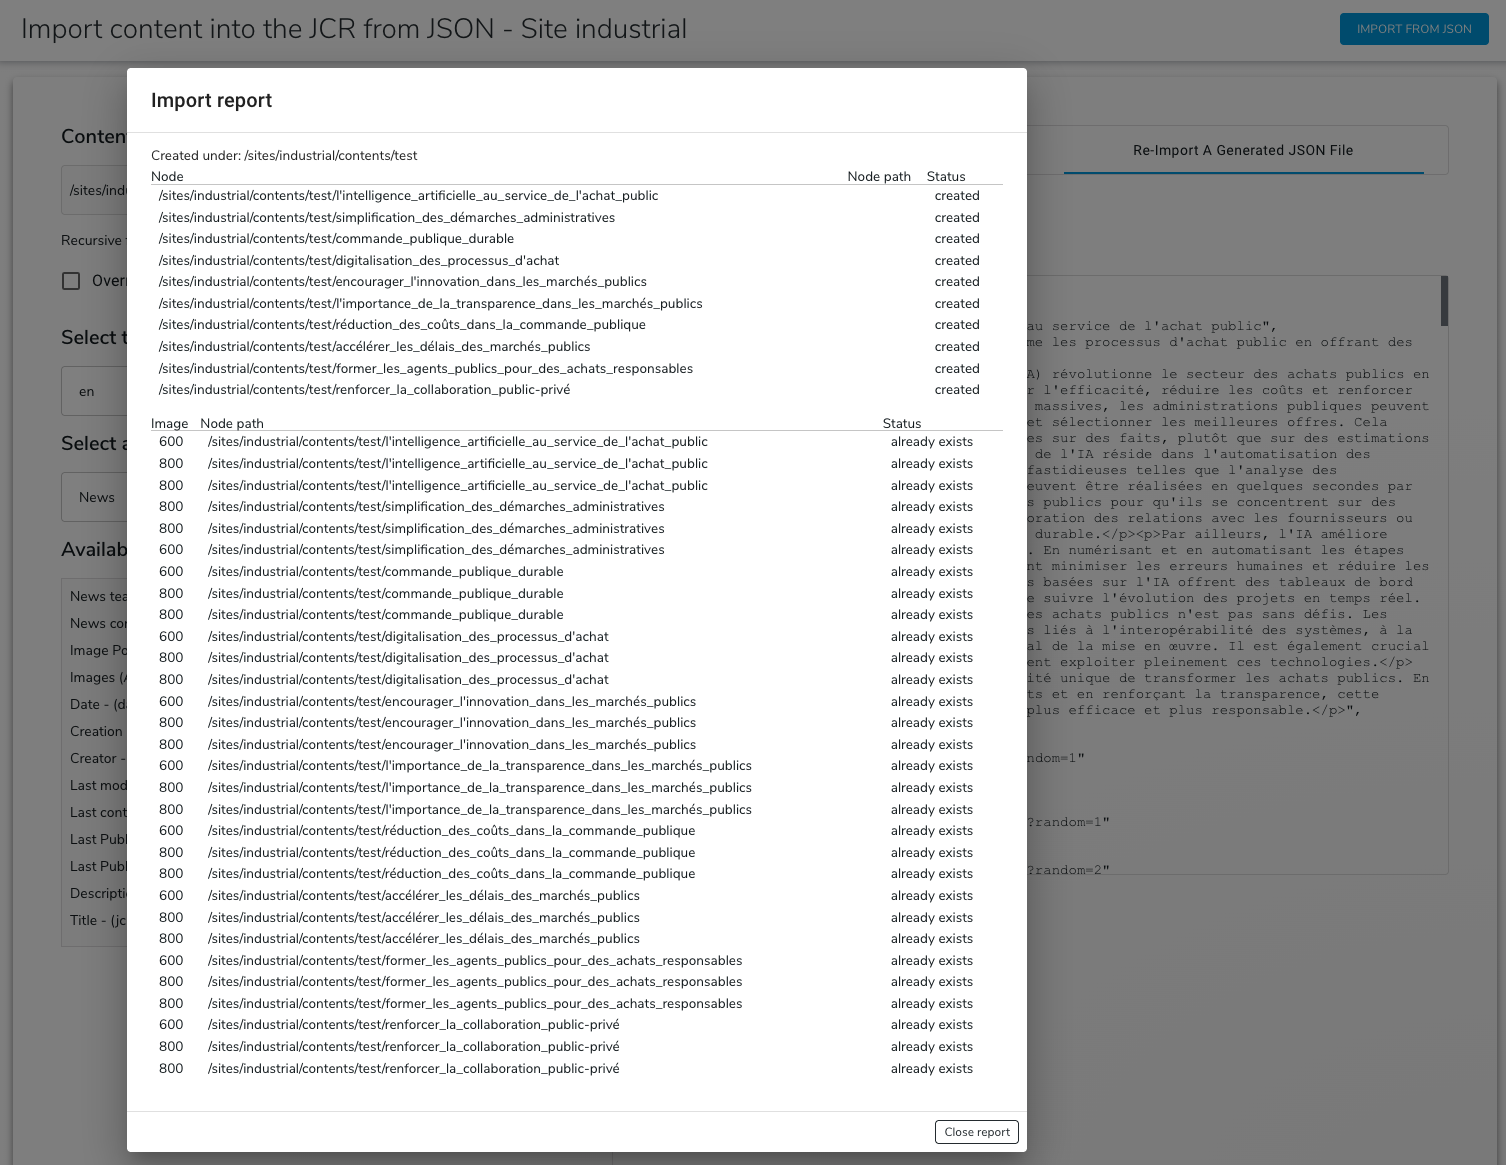 Import content into the JCR from JSON - Site industrial
IMPORT FROM JSON
Import report
Created under: /sites/industrial/contents/test
Node Node path Status
/sites/industrial/contents/test/l'intelligence_artificielle_au_service_de_l'achat_public created
/sites/industrial/contents/test/simplification_des_démarches_administratives created
/sites/industrial/contents/test/commande_publique_durable created
/sites/industrial/contents/test/digitalisation_des_processus_d'achat created
/sites/industrial/contents/test/encourager_l'innovation_dans_les_marchés_publics created
/sites/industrial/contents/test/l'importance_de_la_transparence_dans_les_marchés_publics created
/sites/industrial/contents/test/réduction_des_coûts_dans_la_commande_publique created
/sites/industrial/contents/test/accélérer_les_délais_des_marchés_publics created
/sites/industrial/contents/test/former_les_agents_publics_pour_des_achats_responsables created
/sites/industrial/contents/test/renforcer_la_collaboration_public-privé created
Image Node path Status
600 /sites/industrial/contents/test/l'intelligence_artificielle_au_service_de_l'achat_public already exists
800 /sites/industrial/contents/test/l'intelligence_artificielle_au_service_de_l'achat_public already exists
800 /sites/industrial/contents/test/l'intelligence_artificielle_au_service_de_l'achat_public already exists
800 /sites/industrial/contents/test/simplification_des_démarches_administratives already exists
800 /sites/industrial/contents/test/simplification_des_démarches_administratives already exists
600 /sites/industrial/contents/test/simplification_des_démarches_administratives already exists
600 /sites/industrial/contents/test/commande_publique_durable already exists
800 /sites/industrial/contents/test/commande_publique_durable already exists
800 /sites/industrial/contents/test/commande_publique_durable already exists
600 /sites/industrial/contents/test/digitalisation_des_processus_d'achat already exists
800 /sites/industrial/contents/test/digitalisation_des_processus_d'achat already exists
800 /sites/industrial/contents/test/digitalisation_des_processus_d'achat already exists
600 /sites/industrial/contents/test/encourager_l'innovation_dans_les_marchés_publics already exists
800 /sites/industrial/contents/test/encourager_l'innovation_dans_les_marchés_publics already exists
800 /sites/industrial/contents/test/encourager_l'innovation_dans_les_marchés_publics already exists
600 /sites/industrial/contents/test/l'importance_de_la_transparence_dans_les_marchés_publics already exists
800 /sites/industrial/contents/test/l'importance_de_la_transparence_dans_les_marchés_publics already exists
800 /sites/industrial/contents/test/l'importance_de_la_transparence_dans_les_marchés_publics already exists
600 /sites/industrial/contents/test/réduction_des_coûts_dans_la_commande_publique already exists
800 /sites/industrial/contents/test/réduction_des_coûts_dans_la_commande_publique already exists
800 /sites/industrial/contents/test/réduction_des_coûts_dans_la_commande_publique already exists
600 /sites/industrial/contents/test/accélérer_les_délais_des_marchés_publics already exists
800 /sites/industrial/contents/test/accélérer_les_délais_des_marchés_publics already exists
800 /sites/industrial/contents/test/accélérer_les_délais_des_marchés_publics already exists
600 /sites/industrial/contents/test/former_les_agents_publics_pour_des_achats_responsables already exists
800 /sites/industrial/contents/test/former_les_agents_publics_pour_des_achats_responsables already exists
800 /sites/industrial/contents/test/former_les_agents_publics_pour_des_achats_responsables already exists
600 /sites/industrial/contents/test/renforcer_la_collaboration_public-privé already exists
800 /sites/industrial/contents/test/renforcer_la_collaboration_public-privé already exists
800 /sites/industrial/contents/test/renforcer_la_collaboration_public-privé already exists
Close report
Conten
/sites/ind
Recursive
Over
Select t
en
Select a
News
Availab
News tea
News con
Image Po
Images (
Date - (d
Creation
Creator -
Last mod
Last cont
Last Publ
Last Publ
Descripti
Title - (jc
Re-Import A Generated JSON File
au service de l'achat public",
me les processus d'achat public en offrant des
A) révolutionne le secteur des achats publics en
r l'efficacité, réduire les coûts et renforcer
massives, les administrations publiques peuvent
et sélectionner les meilleures offres. Cela
es sur des faits, plutôt que sur des estimations
de l'IA réside dans l'automatisation des
fastidieuses telles que l'analyse des
euvent être réalisées en quelques secondes par
s publics pour qu'ils se concentrent sur des
oration des relations avec les fournisseurs ou
durable.</p><p>Par ailleurs, l'IA améliore
. En numérisant et en automatisant les étapes
nt minimiser les erreurs humaines et réduire les
s basées sur l'IA offrent des tableaux de bord
e suivre l'évolution des projets en temps réel.
es achats publics n'est pas sans défis. Les
s liés à l'interopérabilité des systèmes, à la
al de la mise en œuvre. Il est également crucial
ent exploiter pleinement ces technologies.</p>
ité unique de transformer les achats publics. En
ts et en renforçant la transparence, cette
plus efficace et plus responsable.</p>",
ndom=1"
?random=1"
?random=2"